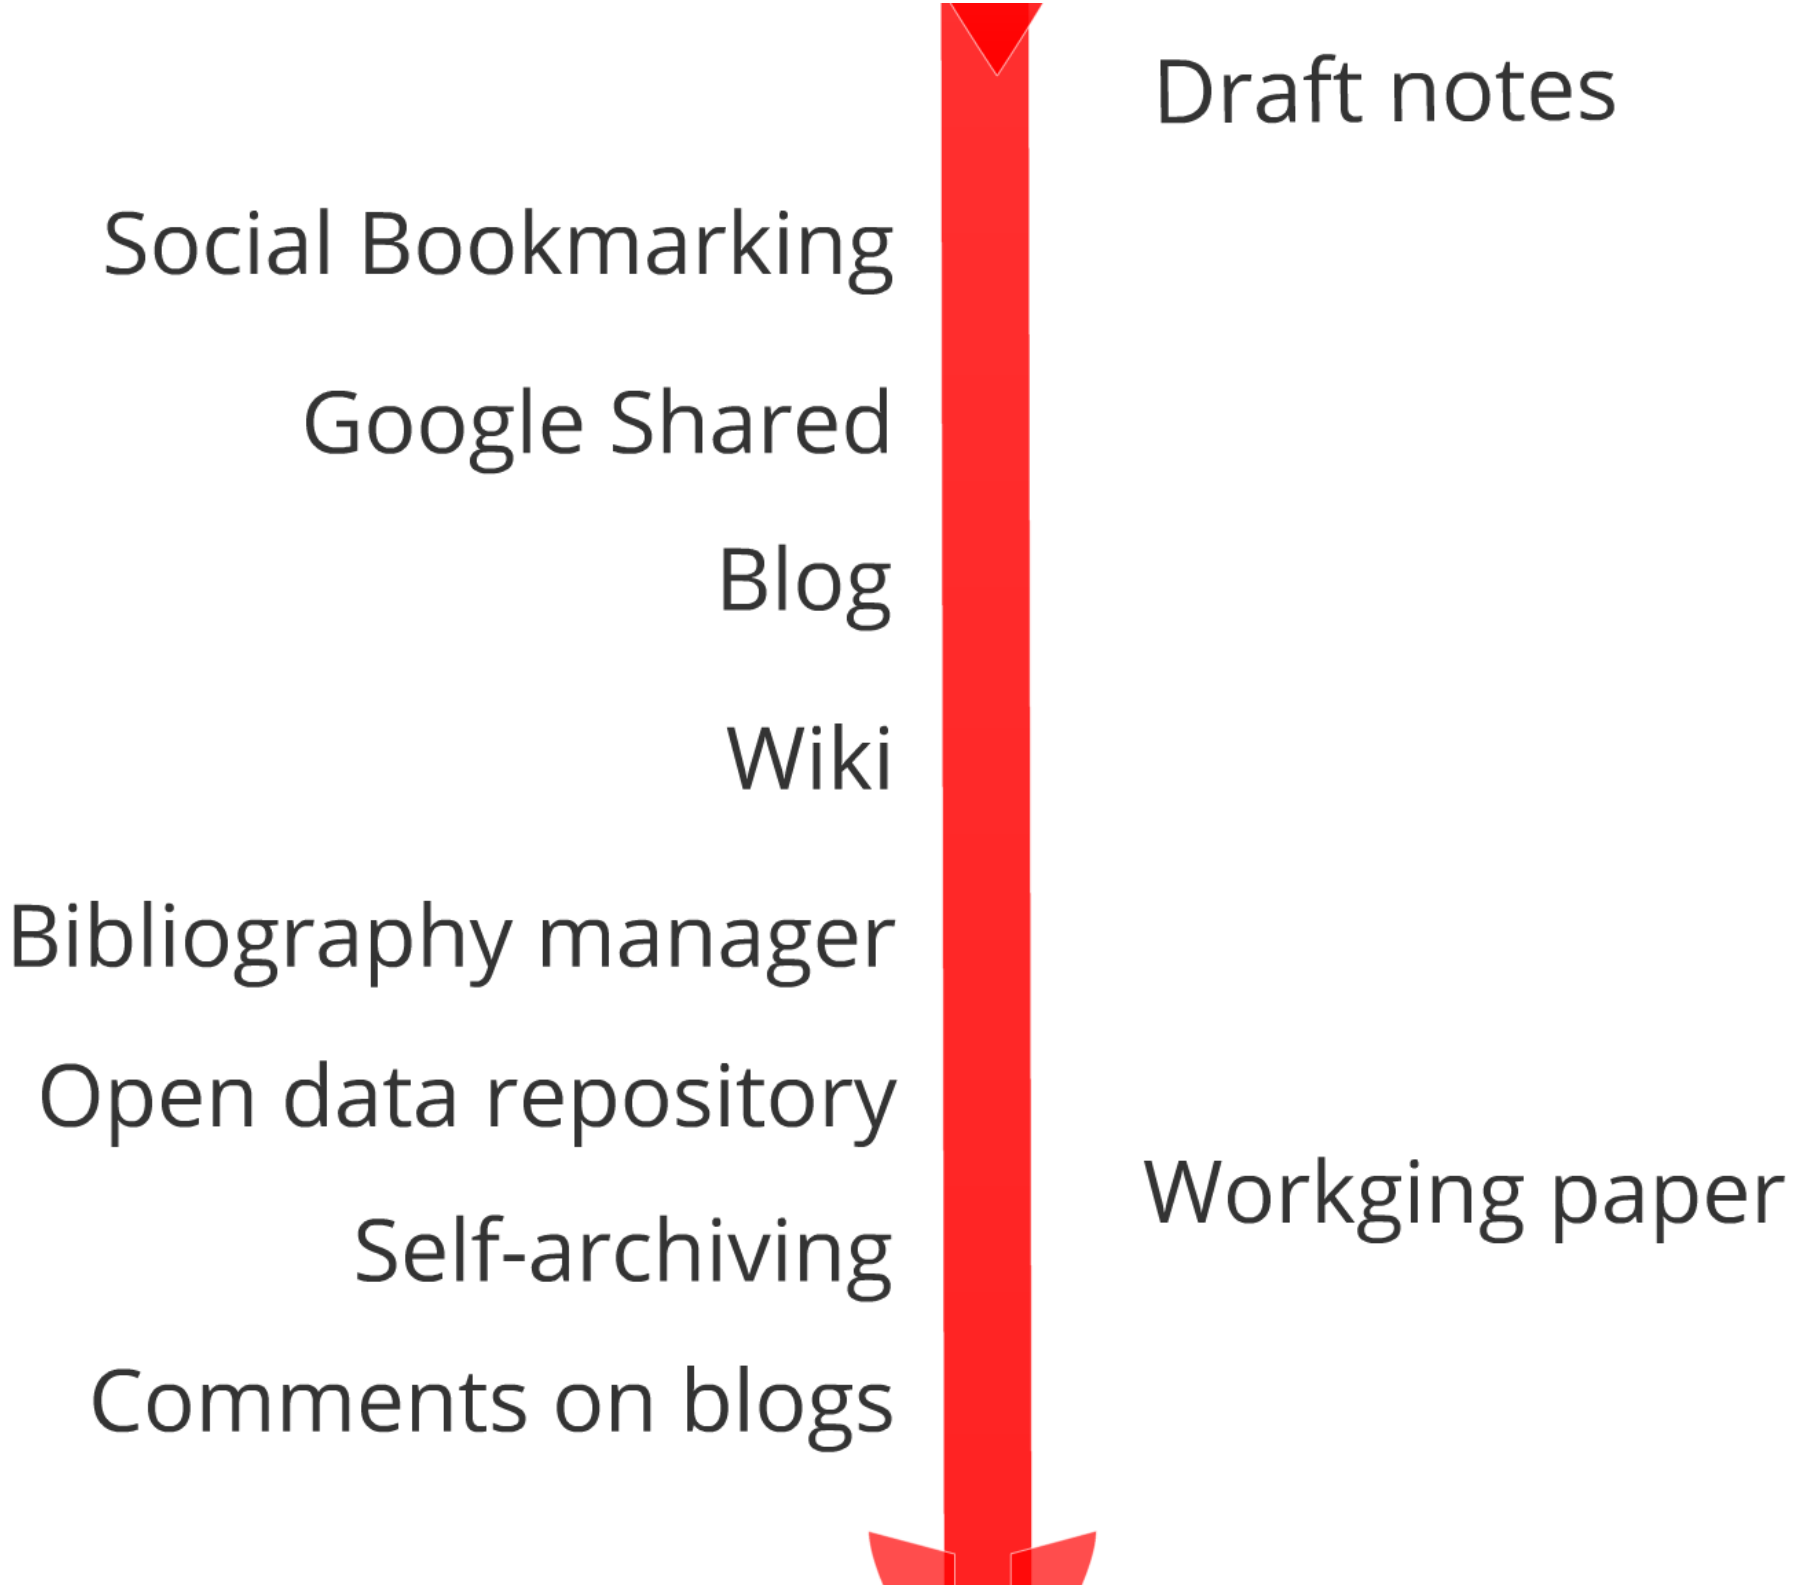 Draft notes
Social Bookmarking
Google Shared
Blog
Wiki
Bibliography manager
Open data repository
Workging paper
Self-archiving
Comments on blogs